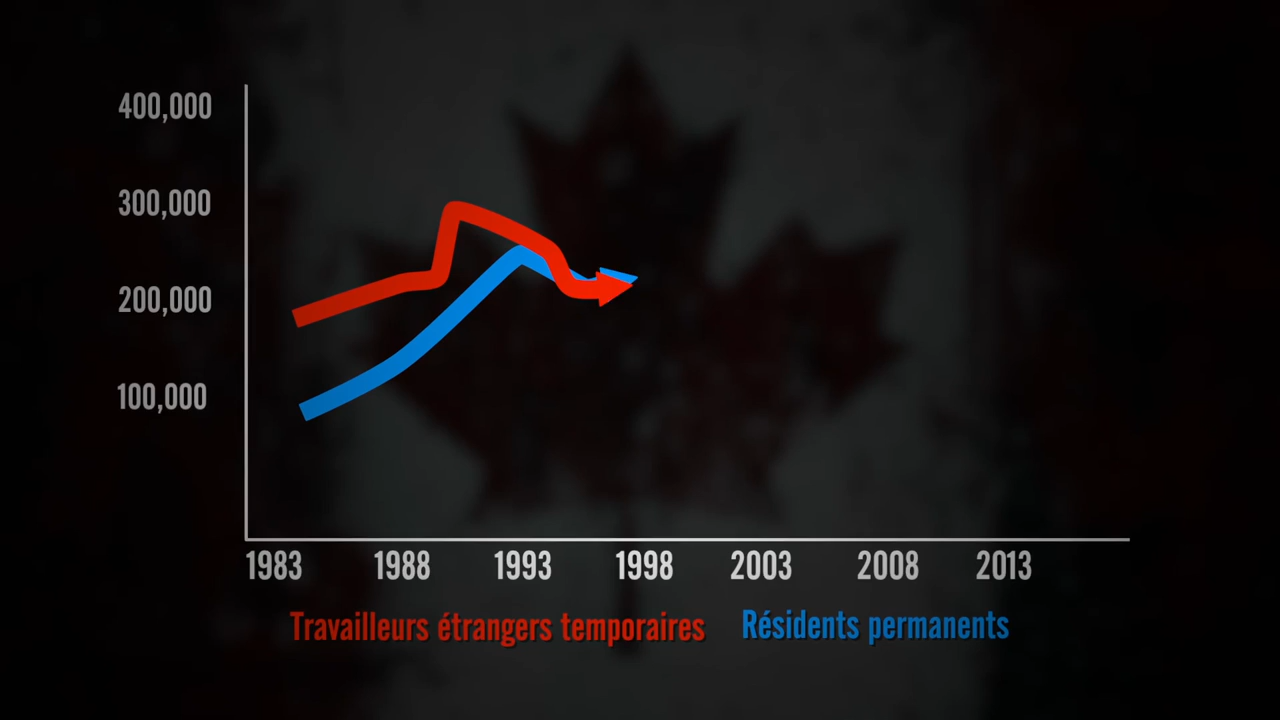 400,000
300,000
200,000
100,000
1983 1988 1993 1998 2003 2008 2013
Travailleurs étrangers temporaires Résidents permanents